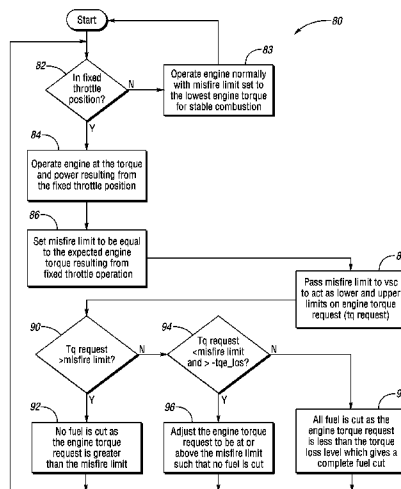 Start
80
82
In fixed
throttle
position?
N
Y
83
Operate engine normally
with misfire limit set to
the lowest engine torque
for stable combustion
84
Operate engine at the torque
and power resulting from
the fixed throttle position
86
Set misfire limit to be equal
to the expected engine
torque resulting from
fixed throttle operation
Pass misfire limit to vsc
to act as lower and upper
limits on engine torque
request (tq request)
90
Tq request
>misfire limit?
N
Y
94
Tq request
<misfire limit
and > -tqe_los?
N
Y
92
No fuel is cut as
the engine torque
request is greater
than the misfire limit
96
Adjust the engine torque
request to be at or
above the misfire limit
such that no fuel is cut
All fuel is cut as the
engine torque request
is less than the torque
loss level which gives a
complete fuel cut